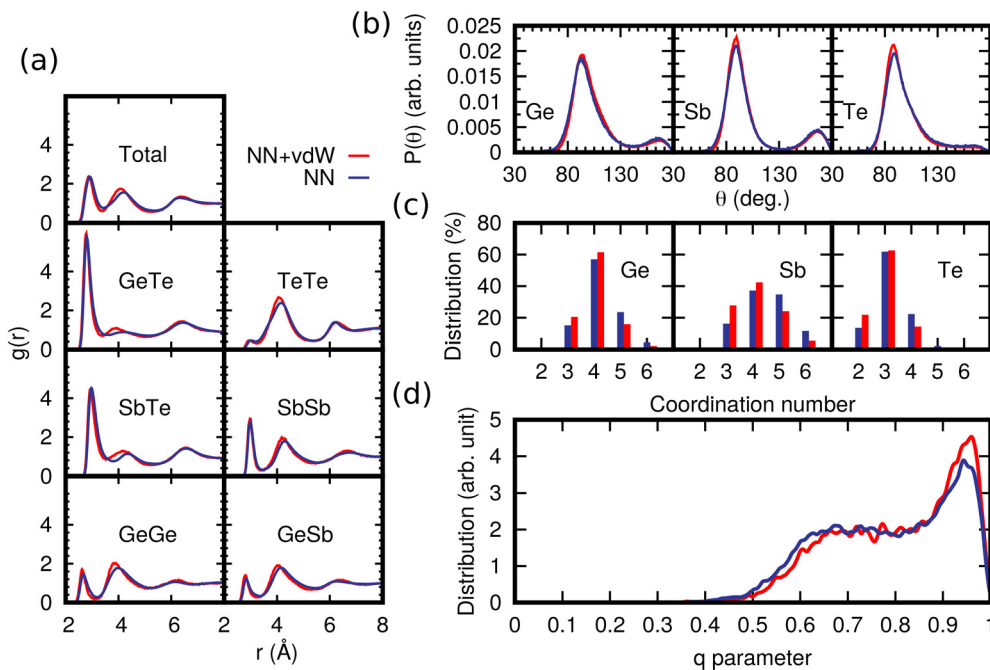 (a)
4
2
0
Total
NN+vdW
NN
4
2
0
GeTe
TeTe
4
2
0
SbTe
SbSb
4
2
0
GeGe
GeSb
2 4 6 2 4 6 8
g(r)
r (Å)
(b)
P(θ) (arb. units)
0.025
0.02
0.015
0.01
0.005
0
Ge
Sb
Te
30 130 30 130 30 130
θ (deg.)
(c)
Distribution (%)
80
60
40
20
0
Ge
Sb
Te
2 3 4 5 6 2 3 4 5 6 2 3 4 5 6
Coordination number
(d)
Distribution (arb. unit)
5
4
3
2
1
0
0 0.1 0.2 0.3 0.4 0.5 0.6 0.7 0.8 0.9 1
q parameter